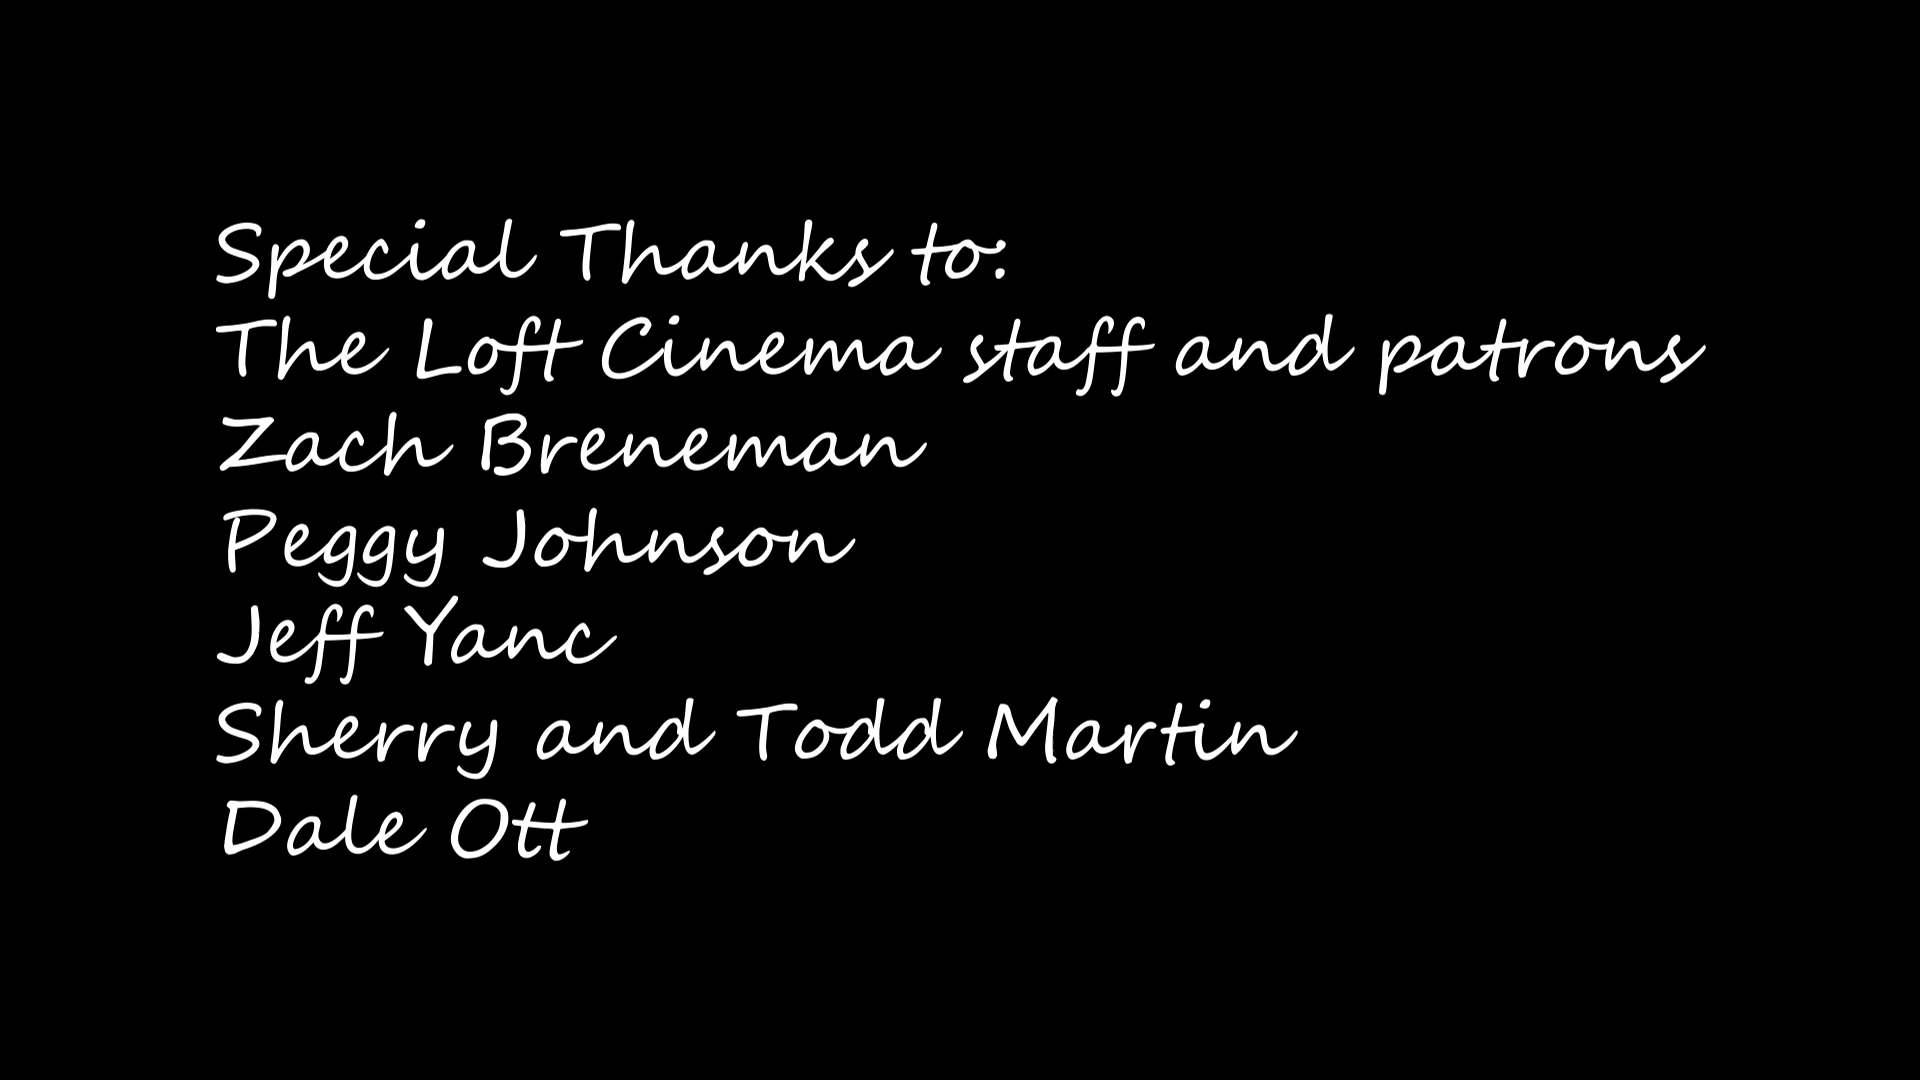 Special Thanks to:
The Loft Cinema staff and patrons
Zach Breneman
Peggy Johnson
Jeff Yanc
Sherry and Todd Martin
Dale Ott